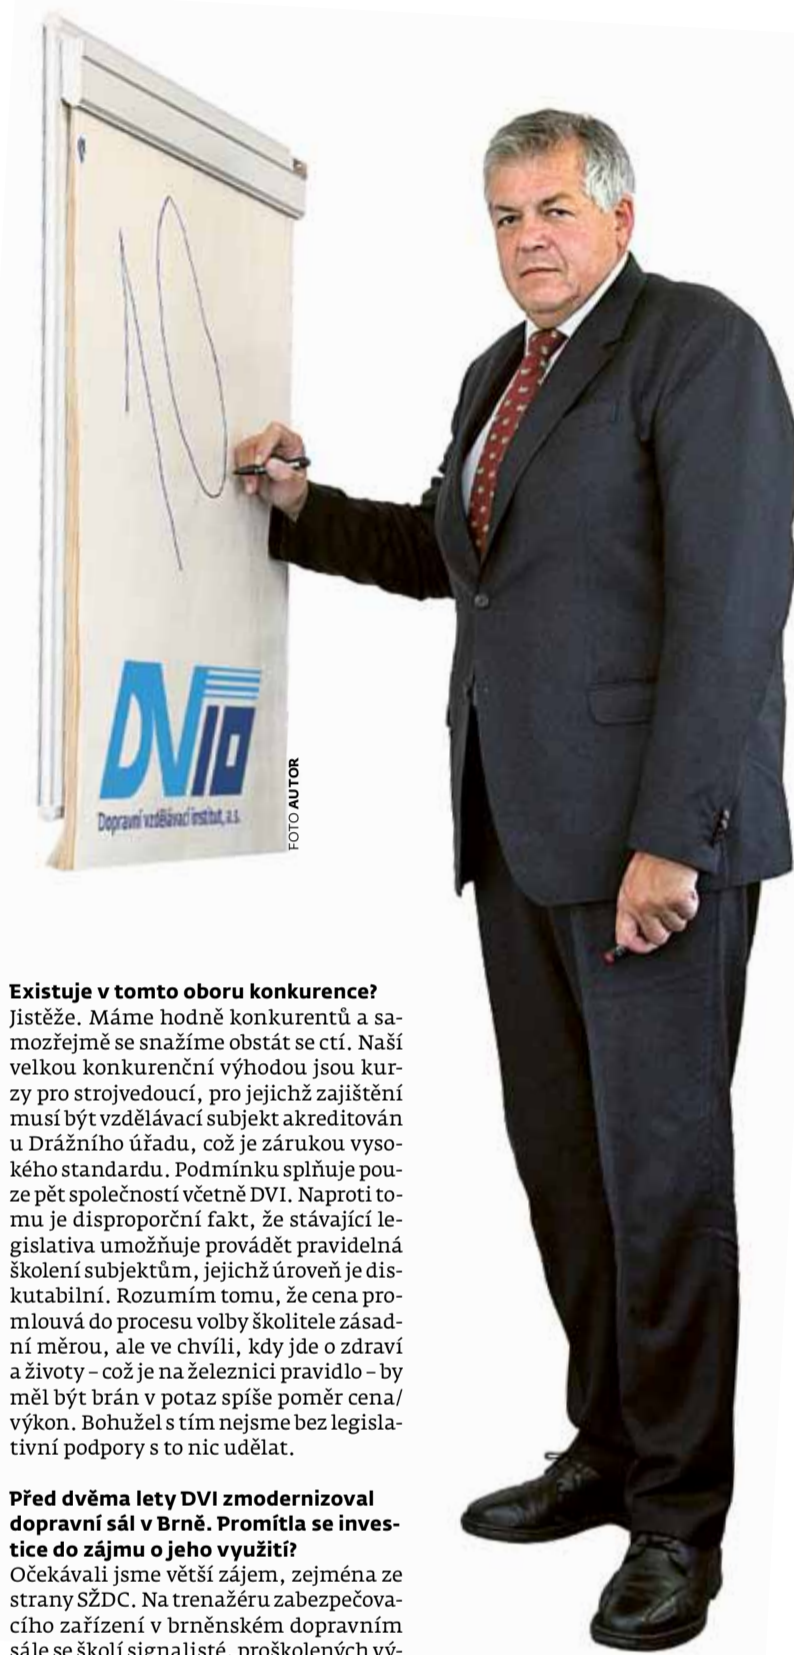 10
DVI 10
Dopravní vzdělávací institut, a.s.
FOTO AUTOR
Existuje v tomto oboru konkurence?
Jistěže. Máme hodně konkurentů a sa-
mozřejmě se snažíme obstát se ctí. Naší
velkou konkurenční výhodou jsou kur-
zy pro strojvedoucí, pro jejichž zajištění
musí být vzdělávací subjekt akreditován
u Drážního úřadu, což je zárukou vyso-
kého standardu. Podmínku splňuje pou-
ze pět společností včetně DVI. Naproti to-
mu je disproporční fakt, že stávající le-
gislativa umožňuje provádět pravidelná
školení subjektům, jejichž úroveň je dis-
kutabilní. Rozumím tomu, že cena pro-
mlouvá do procesu volby školitele zásad-
ní měrou, ale ve chvíli, kdy jde o zdraví
a životy – což je na železnici pravidlo – by
měl být brán v potaz spíše poměr cena/
výkon. Bohužel s tím nejsme bez legisla-
tivní podpory s to nic udělat.
Před dvěma lety DVI zmodernizoval
dopravní sál v Brně. Promítla se inves-
tice do zájmu o jeho využití?
Očekávali jsme větší zájem, zejména ze
strany SŽDC. Na trenažéru zabezpečova-
cího zařízení v brněnském dopravním
sále se školí signalisté, proškolených vý-